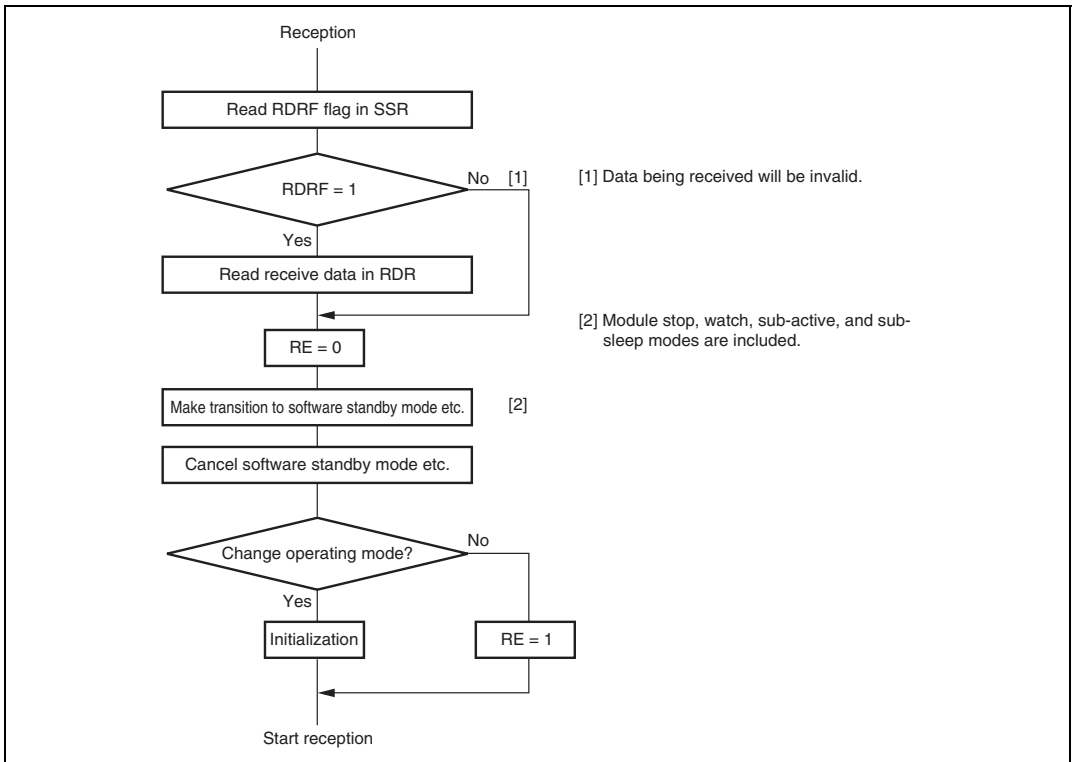 Reception
Read RDRF flag in SSR
RDRF = 1
No [1]
[1] Data being received will be invalid.
Yes
Read receive data in RDR
[2] Module stop, watch, sub-active, and sub-
sleep modes are included.
RE = 0
Make transition to software standby mode etc.
[2]
Cancel software standby mode etc.
Change operating mode?
No
Yes
Initialization
RE = 1
Start reception